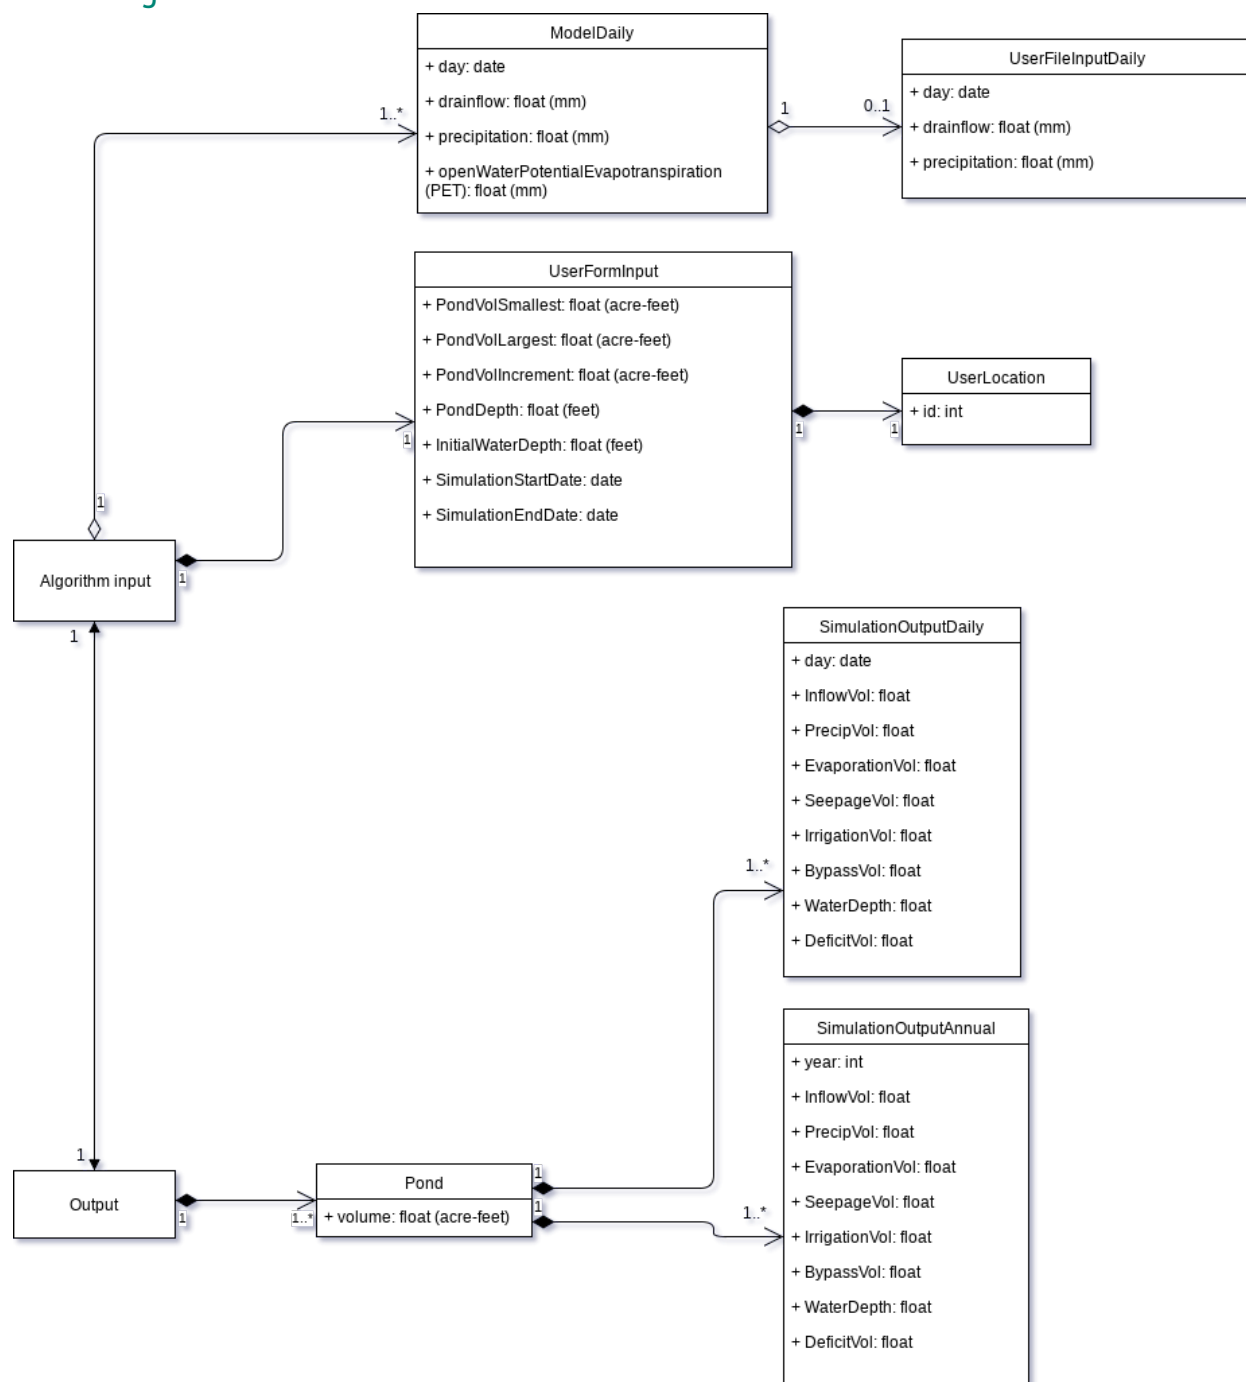 ModelDaily
+ day: date
+ drainflow: float (mm)
+ precipitation: float (mm)
+ openWaterPotentialEvapotranspiration
(PET): float (mm)
1..*
1
0..1
UserFileInputDaily
+ day: date
+ drainflow: float (mm)
+ precipitation: float (mm)
UserFormInput
+ PondVolSmallest: float (acre-feet)
+ PondVolLargest: float (acre-feet)
+ PondVolIncrement: float (acre-feet)
+ PondDepth: float (feet)
+ InitialWaterDepth: float (feet)
+ SimulationStartDate: date
+ SimulationEndDate: date
1
1
1
UserLocation
+ id: int
1
Algorithm input
1
1
1
Output
1
1..*
Pond
+ volume: float (acre-feet)
1
1
1..*
SimulationOutputDaily
+ day: date
+ InflowVol: float
+ PrecipVol: float
+ EvaporationVol: float
+ SeepageVol: float
+ IrrigationVol: float
+ BypassVol: float
+ WaterDepth: float
+ DeficitVol: float
1..*
SimulationOutputAnnual
+ year: int
+ InflowVol: float
+ PrecipVol: float
+ EvaporationVol: float
+ SeepageVol: float
+ IrrigationVol: float
+ BypassVol: float
+ WaterDepth: float
+ DeficitVol: float